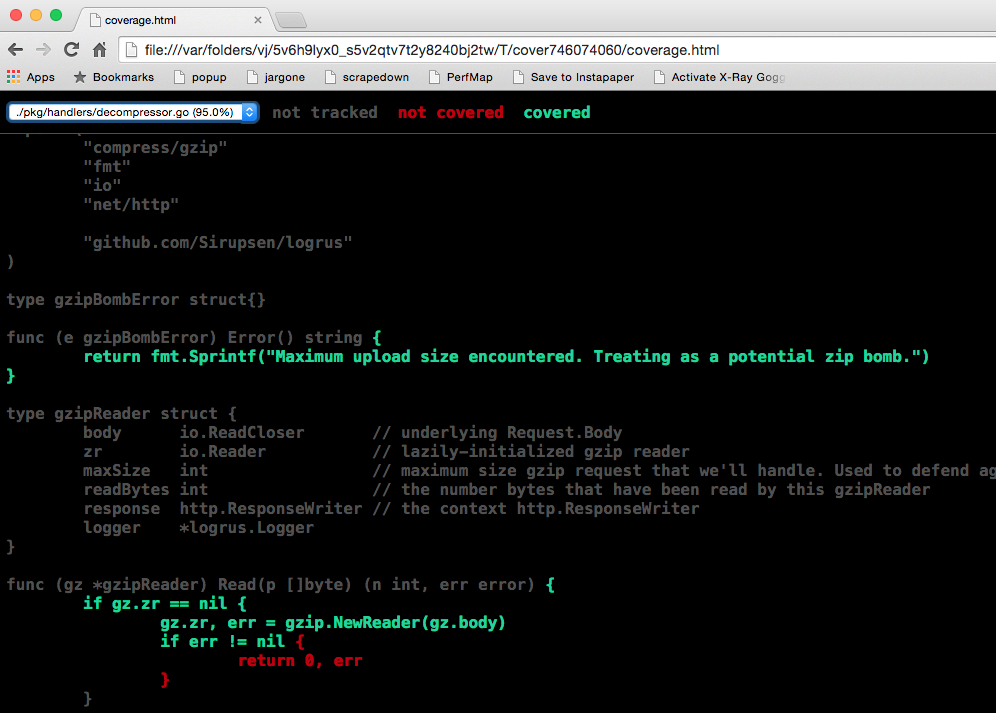 coverage.html
file:///var/folders/vj/5v6h9lyx0_s5v2qtv7t2y8240bj2tw/T/cover746074060/coverage.html
Apps Bookmarks popup jargone scrapedown PerfMap Save to Instapaper Activate X-Ray Gogg
./pkg/handlers/decompressor.go (95.0%) not tracked not covered covered
"compress/gzip"
"fmt"
"io"
"net/http"
"github.com/Sirupsen/logrus"
)
type gzipBombError struct{}
func (e gzipBombError) Error() string {
return fmt.Sprintf("Maximum upload size encountered. Treating as a potential zip bomb.")
}
type gzipReader struct {
body io.ReadCloser // underlying Request.Body
zr io.Reader // lazily-initialized gzip reader
maxSize int // maximum size gzip request that we'll handle. Used to defend ag
readBytes int // the number bytes that have been read by this gzipReader
response http.ResponseWriter // the context http.ResponseWriter
logger *logrus.Logger
}
func (gz *gzipReader) Read(p []byte) (n int, err error) {
if gz.zr == nil {
gz.zr, err = gzip.NewReader(gz.body)
if err != nil {
return 0, err
}
}